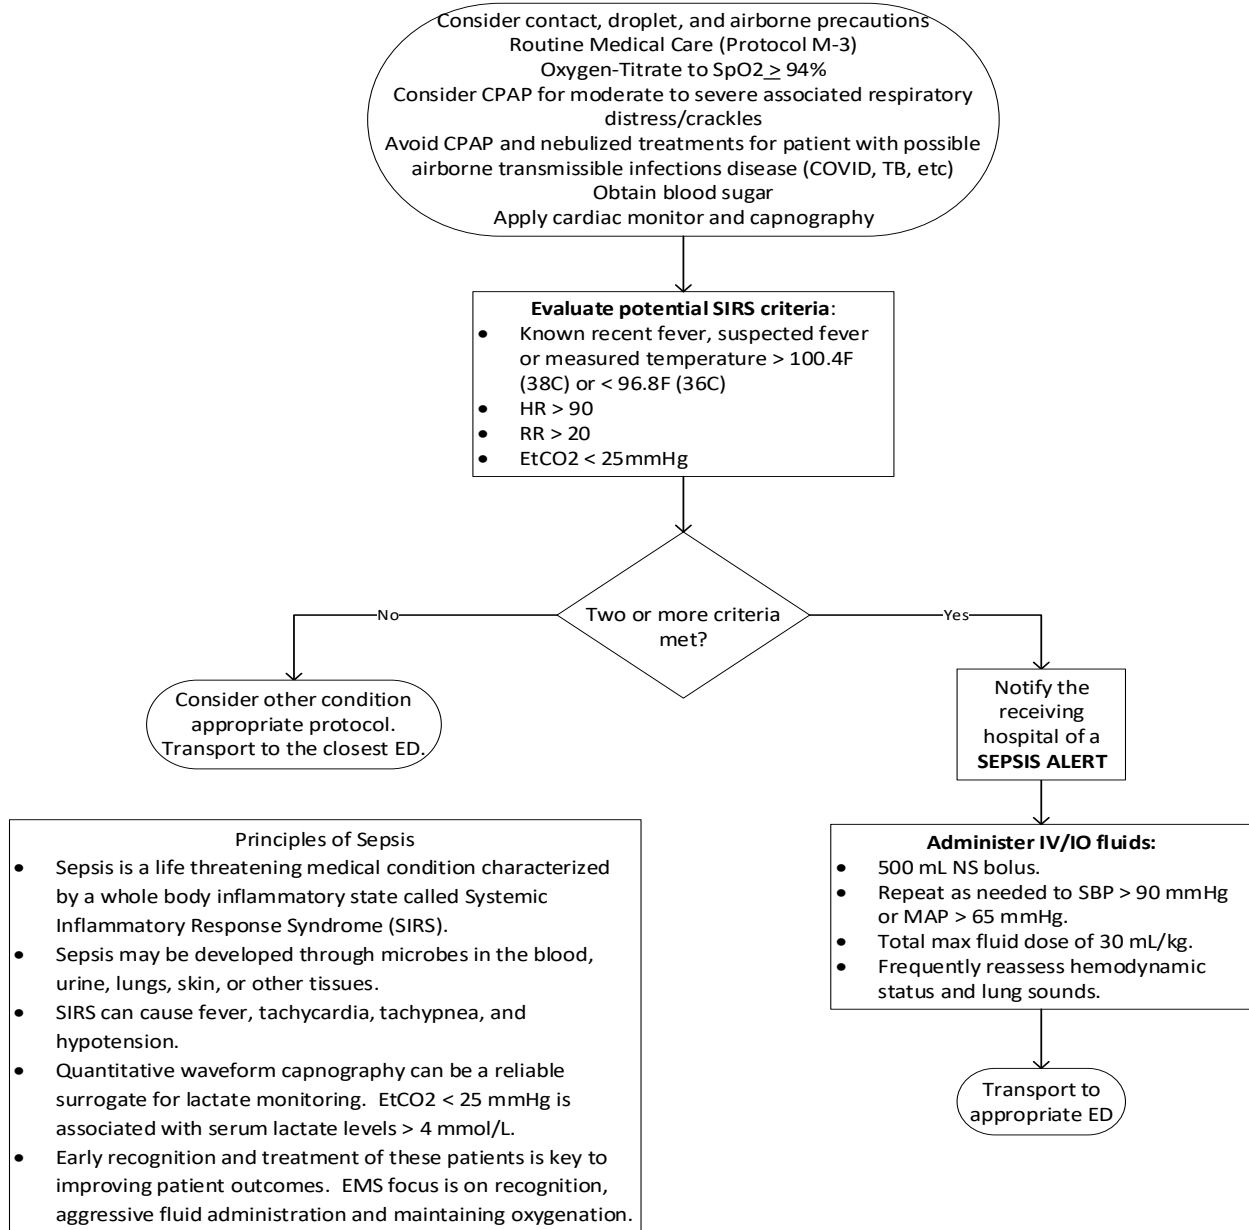 Consider contact, droplet, and airborne precautions
Routine Medical Care (Protocol M-3)
Oxygen-Titrate to SpO2 ≥ 94%
Consider CPAP for moderate to severe associated respiratory
distress/crackles
Avoid CPAP and nebulized treatments for patient with possible
airborne transmissible infections disease (COVID, TB, etc)
Obtain blood sugar
Apply cardiac monitor and capnography
Evaluate potential SIRS criteria:
• Known recent fever, suspected fever
or measured temperature > 100.4F
(38C) or < 96.8F (36C)
• HR > 90
• RR > 20
• EtCO2 < 25mmHg
Two or more criteria
met?
No
Yes
Consider other condition
appropriate protocol.
Transport to the closest ED.
Notify the
receiving
hospital of a
SEPSIS ALERT
Administer IV/IO fluids:
• 500 mL NS bolus.
• Repeat as needed to SBP > 90 mmHg
or MAP > 65 mmHg.
• Total max fluid dose of 30 mL/kg.
• Frequently reassess hemodynamic
status and lung sounds.
Transport to
appropriate ED
Principles of Sepsis
• Sepsis is a life threatening medical condition characterized
by a whole body inflammatory state called Systemic
Inflammatory Response Syndrome (SIRS).
• Sepsis may be developed through microbes in the blood,
urine, lungs, skin, or other tissues.
• SIRS can cause fever, tachycardia, tachypnea, and
hypotension.
• Quantitative waveform capnography can be a reliable
surrogate for lactate monitoring.  EtCO2 < 25 mmHg is
associated with serum lactate levels > 4 mmol/L.
• Early recognition and treatment of these patients is key to
improving patient outcomes.  EMS focus is on recognition,
aggressive fluid administration and maintaining oxygenation.